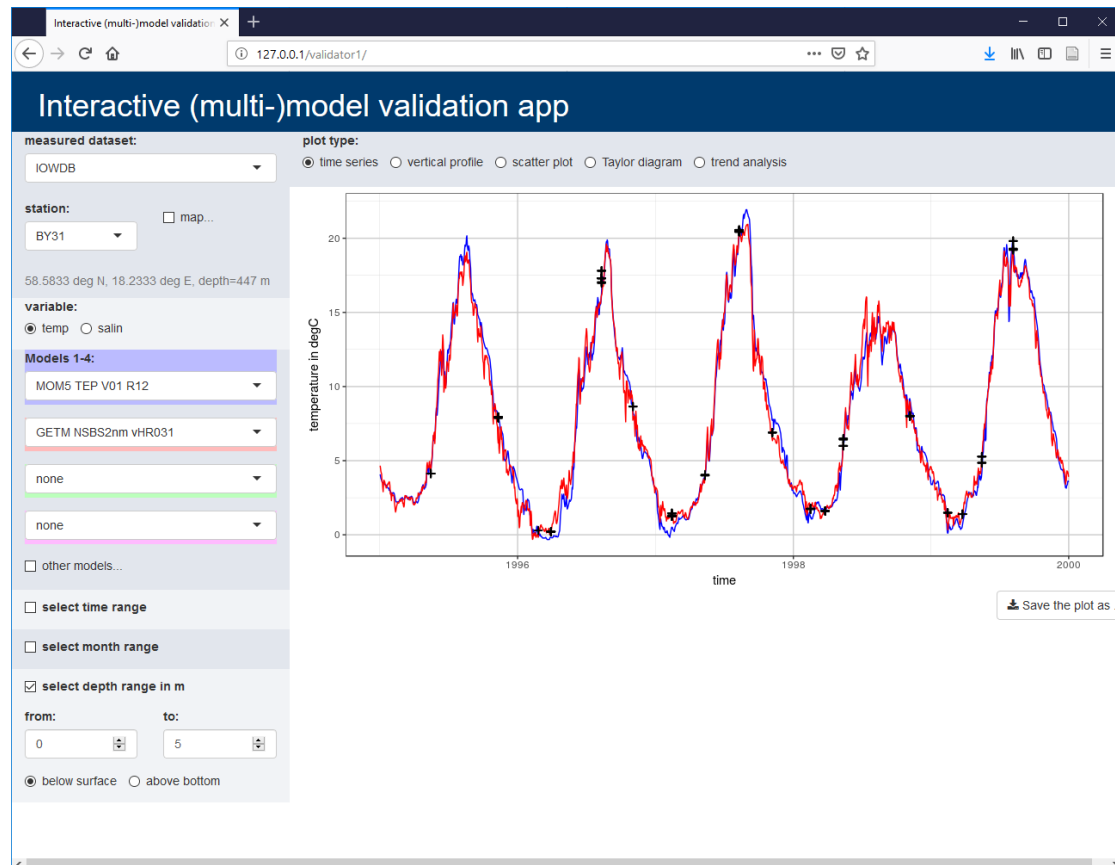 Interactive (multi-)model validation
127.0.0.1/validator1/
Interactive (multi-)model validation app
measured dataset:
IOWDB
station:
map...
BY31
58.5833 deg N, 18.2333 deg E, depth=447 m
variable:
temp salin
Models 1-4:
MOM5 TEP V01 R12
GETM NSBS2nm vHR031
none
none
other models...
select time range
select month range
select depth range in m
from: to:
0 5
below surface above bottom
plot type:
time series vertical profile scatter plot Taylor diagram trend analysis
temperature in degC
20
15
10
5
0
1996 1998 2000
time
Save the plot as